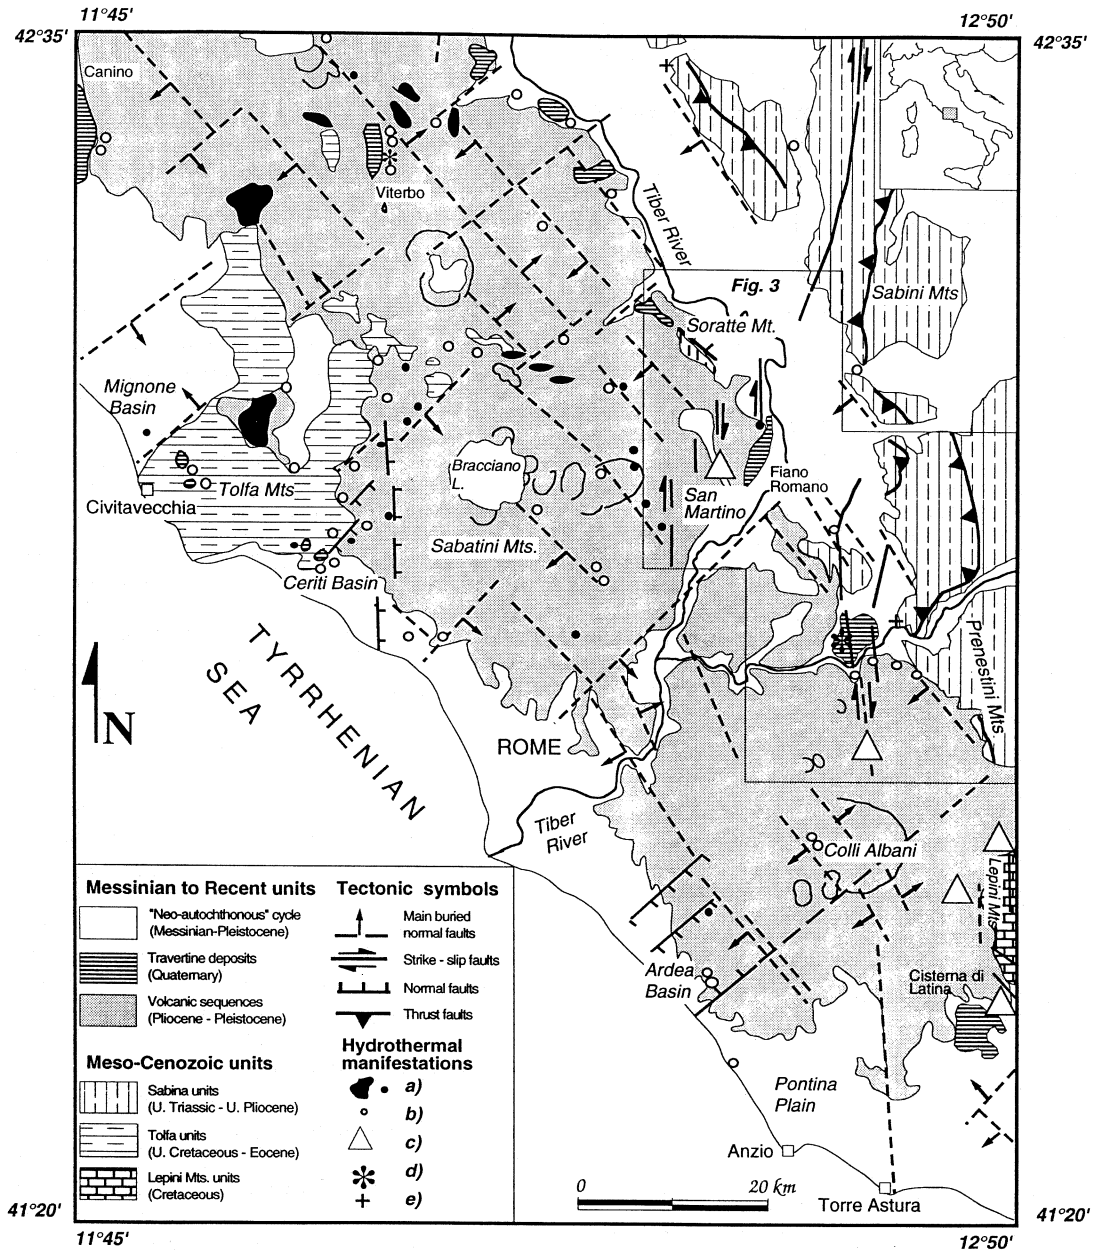 11°45'
12°50'
42°35'
42°35'
Canino
Viterbo
Tiber River
Fig. 3
Sabini Mts
Soratte Mt.
Mignone
Basin
Bracciano
L.
Fiano
Romano
San
Martino
Tolfa Mts
Civitavecchia
Sabatini Mts.
Ceriti Basin
Prenestini Mts.
TYRRHENIAN
SEA
N
ROME
Tiber
River
Colli Albani
Lepini Mts
Ardea
Basin
Cisterna di
Latina
Pontina
Plain
Anzio
Torre Astura
0 20 km
Messinian to Recent units
"Neo-autochthonous" cycle
(Messinian-Pleistocene)
Travertine deposits
(Quaternary)
Volcanic sequences
(Pliocene - Pleistocene)
Meso-Cenozoic units
Sabina units
(U. Triassic - U. Pliocene)
Tolfa units
(U. Cretaceous - Eocene)
Lepini Mts. units
(Cretaceous)
Tectonic symbols
Main buried
normal faults
Strike - slip faults
Normal faults
Thrust faults
Hydrothermal
manifestations
a)
b)
c)
d)
e)
41°20'
41°20'
11°45'
12°50'